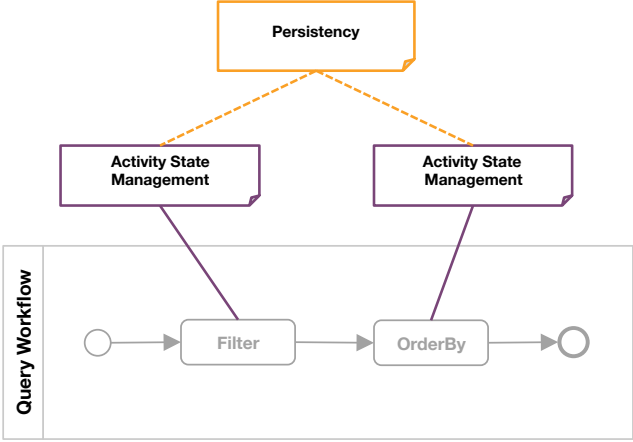 Persistency
Activity State
Management
Activity State
Management
Query Workflow
Filter
OrderBy